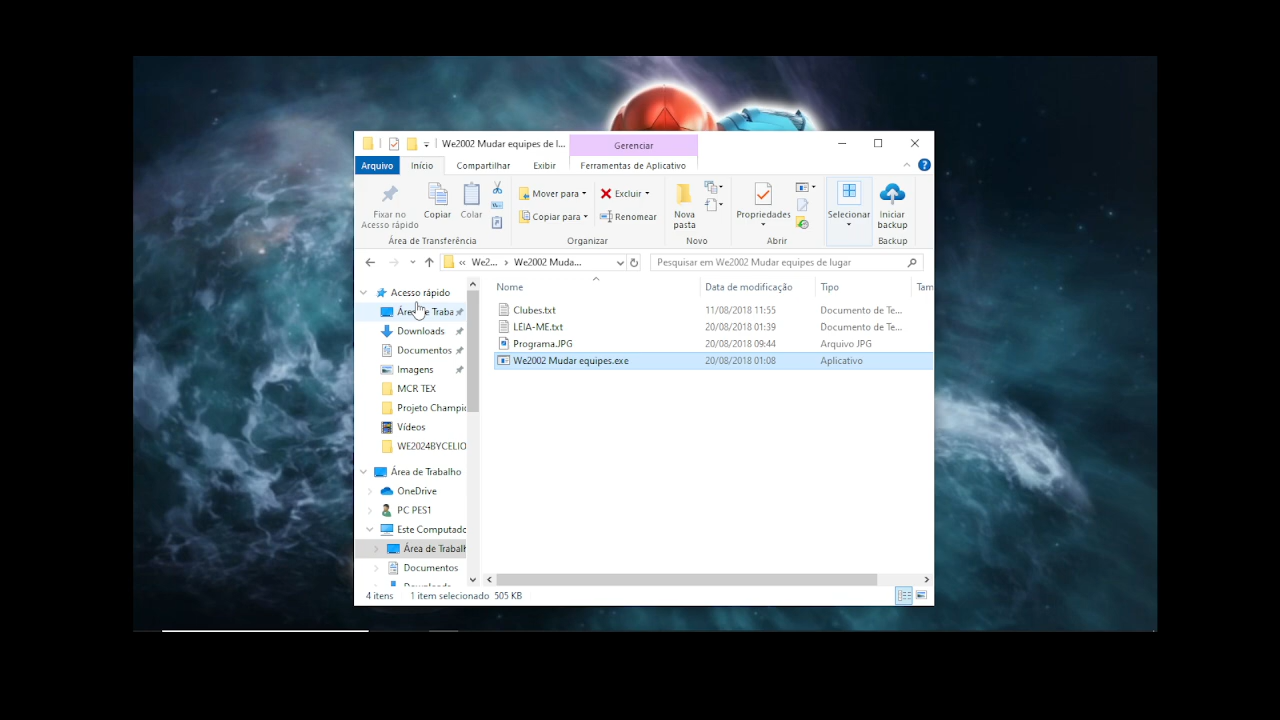 We2002 Mudar equipes de l...
Gerenciar
Arquivo
Início
Compartilhar
Exibir
Ferramentas de Aplicativo
Fixar no
Acesso rápido
Copiar
Colar
Mover para
Copiar para
Excluir
Renomear
Nova
pasta
Propriedades
Selecionar
Iniciar
backup
Área de Transferência
Organizar
Novo
Abrir
Backup
« We2... > We2002 Muda...
Pesquisar em We2002 Mudar equipes de lugar
Nome
Data de modificação
Tipo
Tam
Clubes.txt 11/08/2018 11:55 Documento de Te...
LEIA-ME.txt 20/08/2018 01:39 Documento de Te...
Programa.JPG 20/08/2018 09:44 Arquivo JPG
We2002 Mudar equipes.exe 20/08/2018 01:08 Aplicativo
Acesso rápido
Downloads
Documentos
Imagens
MCR TEX
Projeto Champi
Vídeos
WE2024BYCELIO
Área de Trabalho
OneDrive
PC PES1
Este Computado
Área de Trabal
Documentos
4 itens
1 item selecionado 505 KB